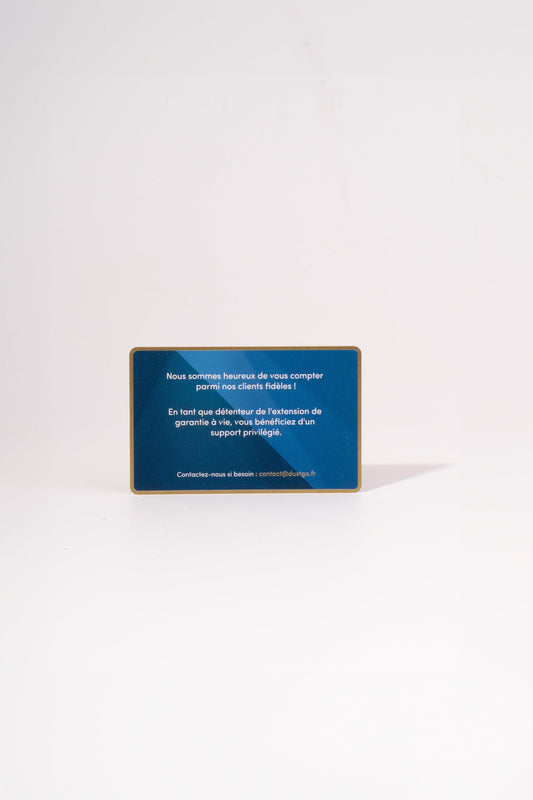 Nous sommes heureux de vous compter
parmi nos clients fidèles !
En tant que détenteur de l'extension de
garantie à vie, vous bénéficiez d'un
support privilégié.
Contactez-nous si besoin : contact@dustgo.fr